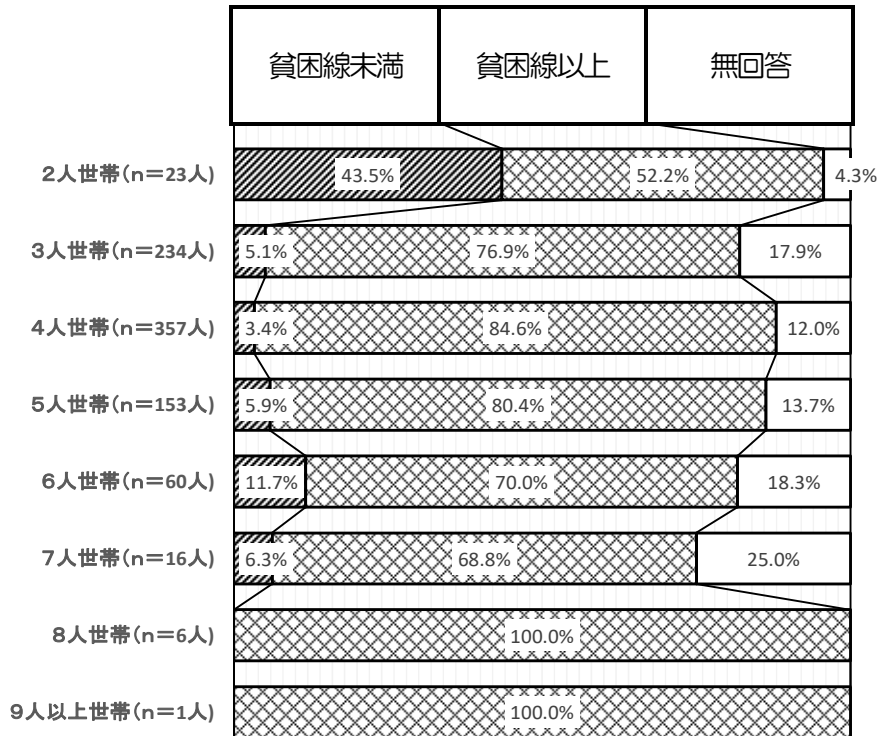 貧困線未満 貧困線以上 無回答
2人世帯(n=23人) 43.5% 52.2% 4.3%
3人世帯(n=234人) 5.1% 76.9% 17.9%
4人世帯(n=357人) 3.4% 84.6% 12.0%
5人世帯(n=153人) 5.9% 80.4% 13.7%
6人世帯(n=60人) 11.7% 70.0% 18.3%
7人世帯(n=16人) 6.3% 68.8% 25.0%
8人世帯(n=6人) 100.0%
9人以上世帯(n=1人) 100.0%